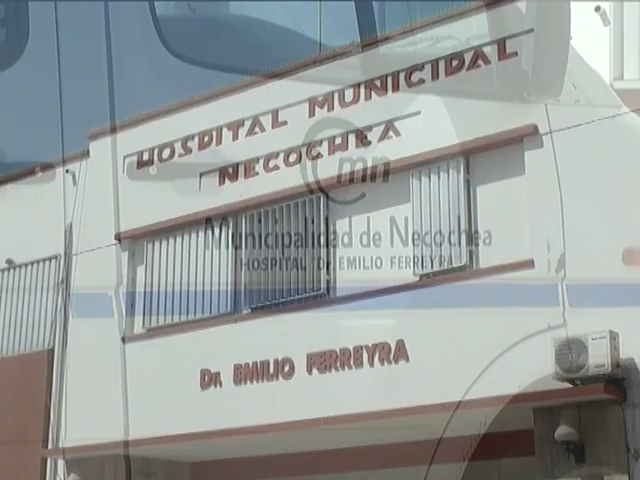 HOSPITAL MUNICIPAL
NECOCHEA
mn
Municipalidad de Necochea
HOSPITAL Dr. EMILIO FERREYRA
Dr. EMILIO FERREYRA